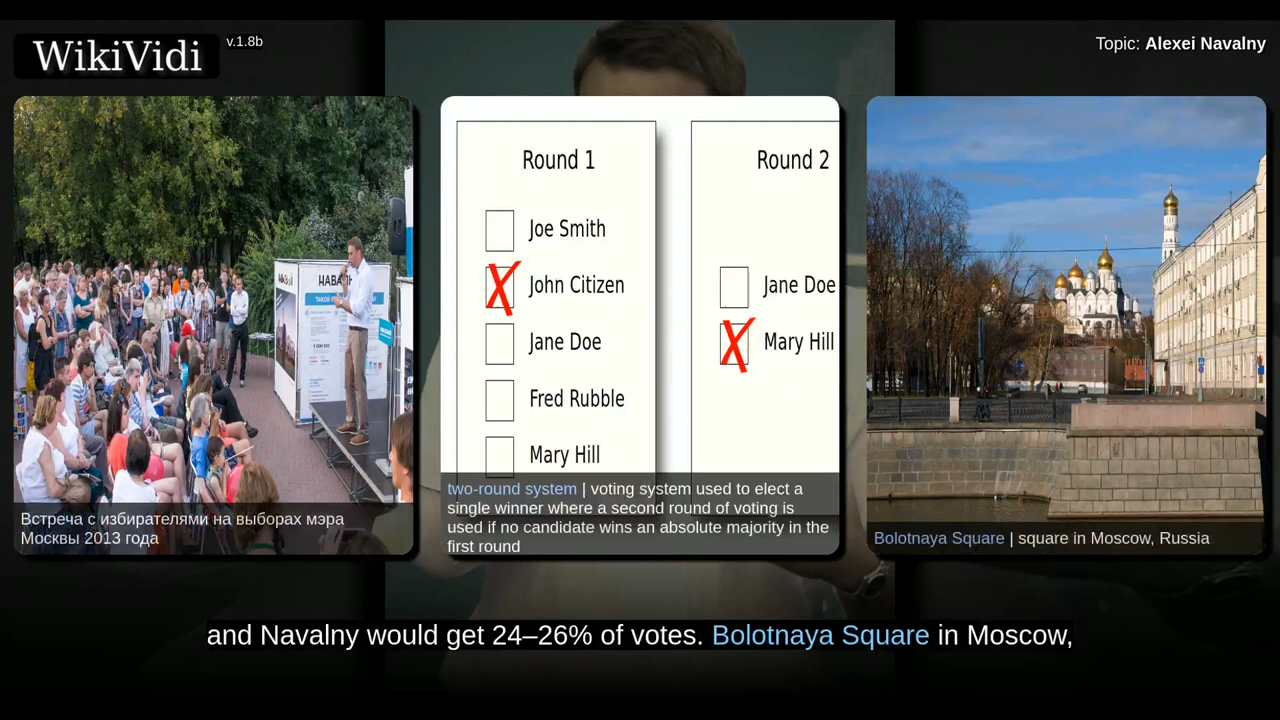 WikiVidi
v.1.8b
Topic: Alexei Navalny
Встреча с избирателями на выборах мэра
Москвы 2013 года
Round 1
Joe Smith
John Citizen
Jane Doe
Fred Rubble
Mary Hill
Round 2
Jane Doe
Mary Hill
two-round system | voting system used to elect a
single winner where a second round of voting is
used if no candidate wins an absolute majority in the
first round
Bolotnaya Square | square in Moscow, Russia
and Navalny would get 24–26% of votes. Bolotnaya Square in Moscow,